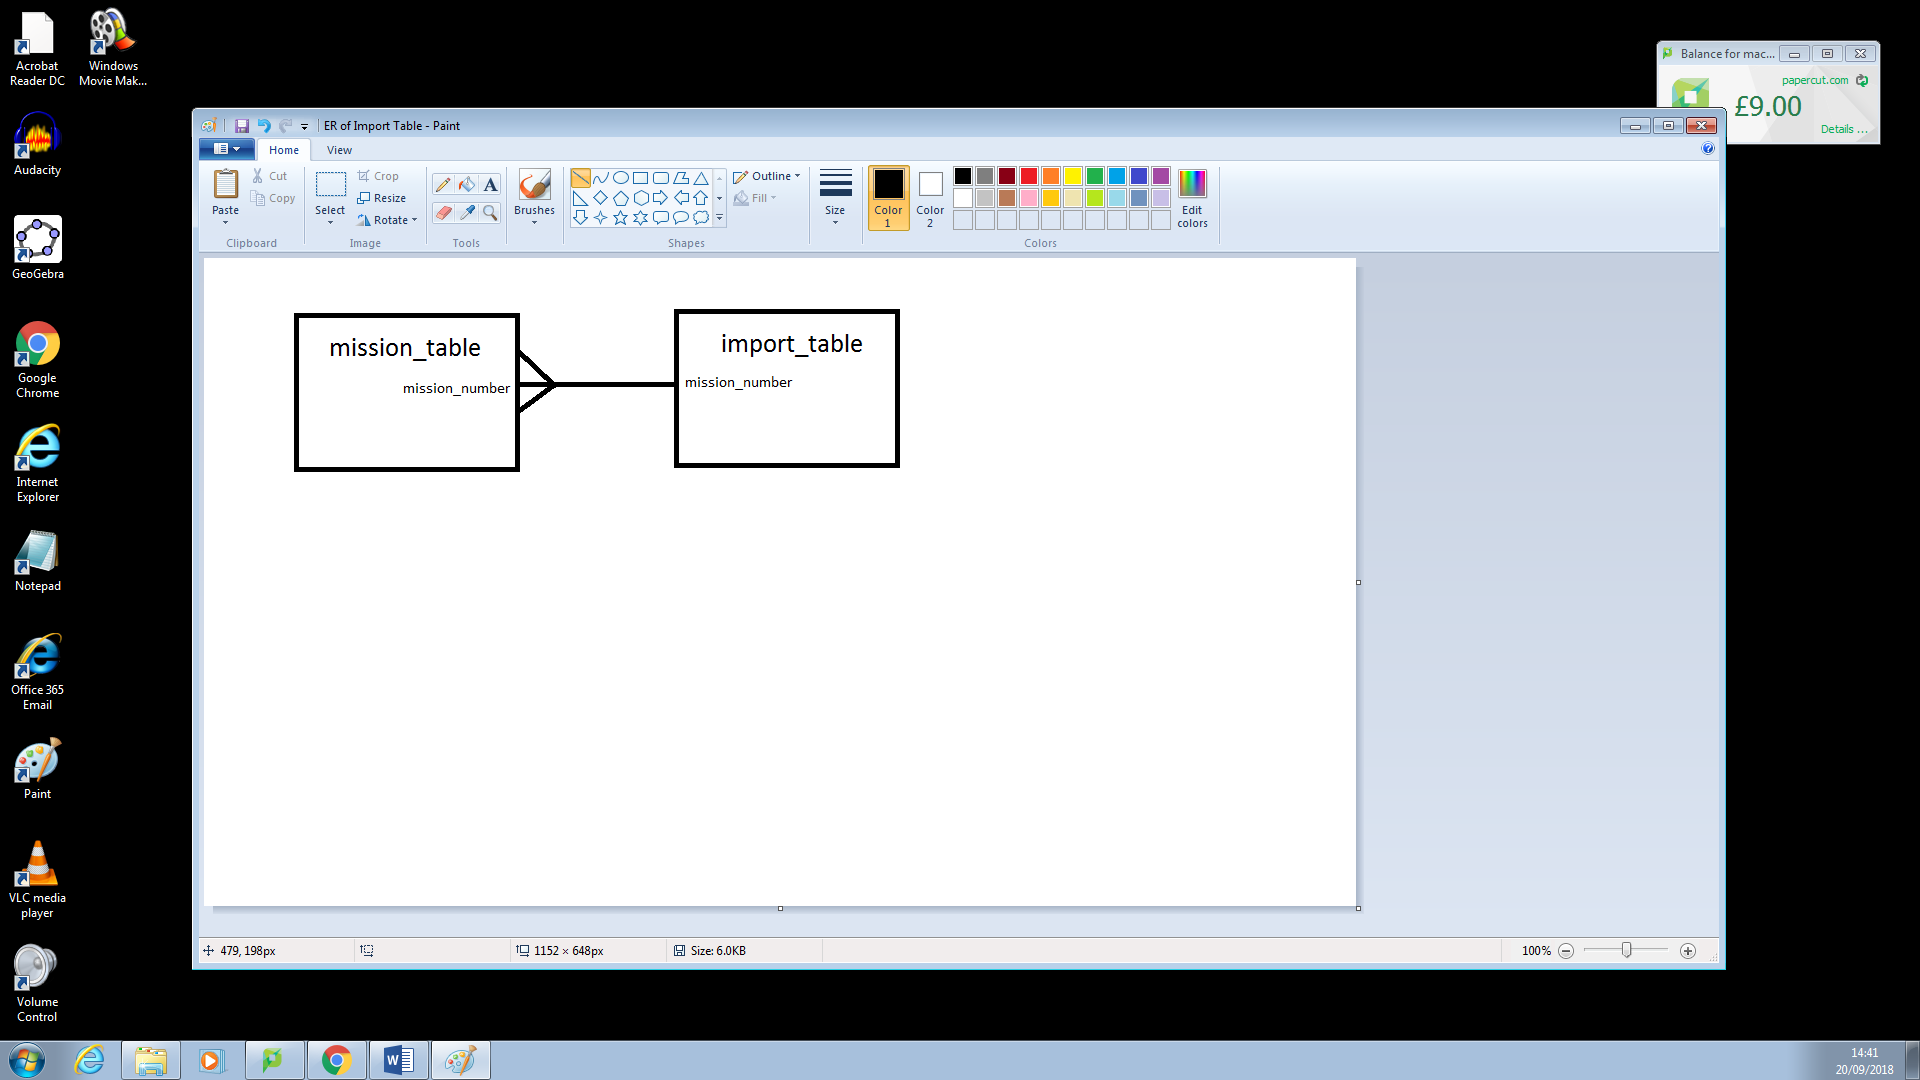 Acrobat
Reader DC
Windows
Movie Mak...
Audacity
GeoGebra
Google
Chrome
Internet
Explorer
Notepad
Office 365
Email
Paint
VLC media
player
Volume
Control
Balance for mac...
papercut.com
£9.00
Details ...
ER of Import Table - Paint
Home
View
Paste
Cut
Copy
Clipboard
Select
Crop
Resize
Rotate
Image
A
Tools
Brushes
Outline
Fill
Shapes
Size
Color
1
Color
2
Edit
colors
Colors
mission_table
mission_number
import_table
mission_number
479, 198px
1152 × 648px
Size: 6.0KB
100%
14:41
20/09/2018